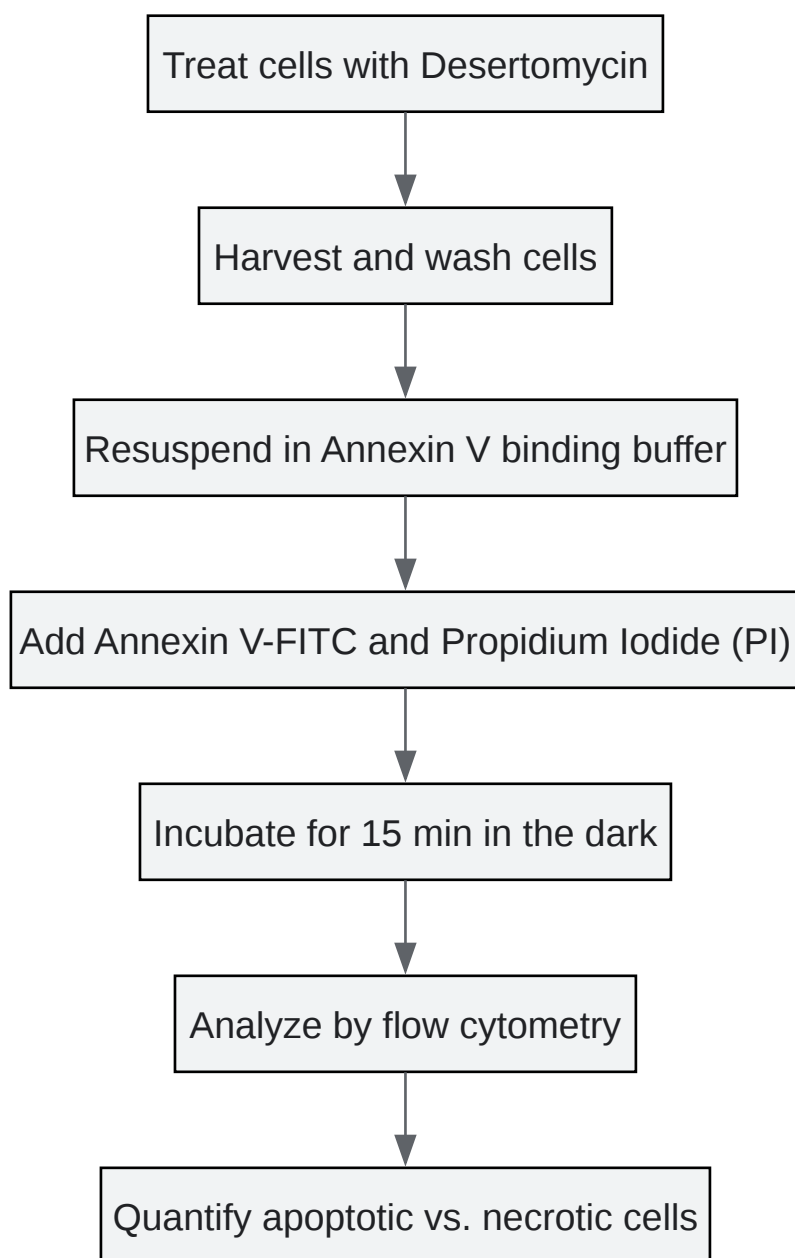 Treat cells with Desertomycin
Harvest and wash cells
Resuspend in Annexin V binding buffer
Add Annexin V-FITC and Propidium Iodide (PI)
Incubate for 15 min in the dark
Analyze by flow cytometry
Quantify apoptotic vs. necrotic cells